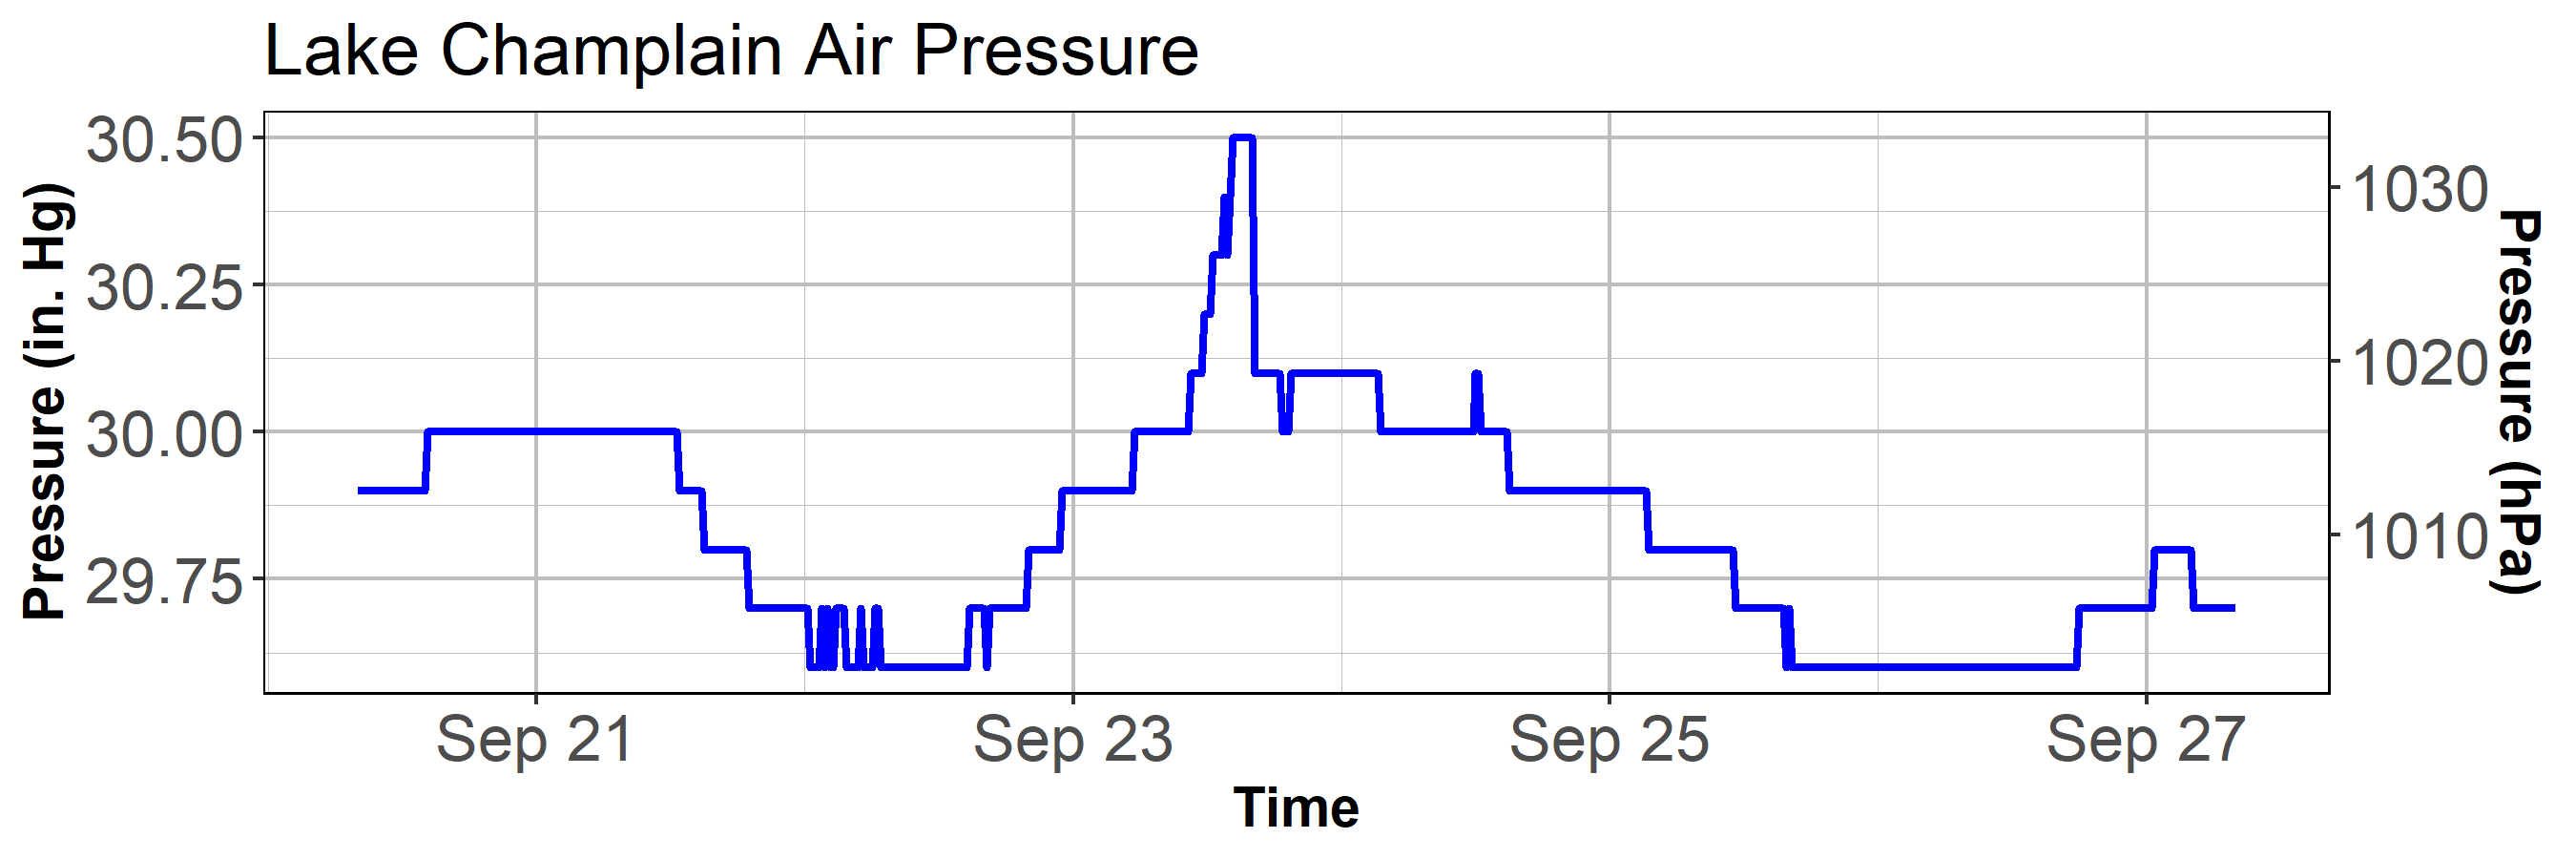 Lake Champlain Air Pressure
Pressure (in. Hg)
30.50
30.25
30.00
29.75
1030
1020
1010
Pressure (hPa)
Sep 21
Sep 23
Sep 25
Sep 27
Time